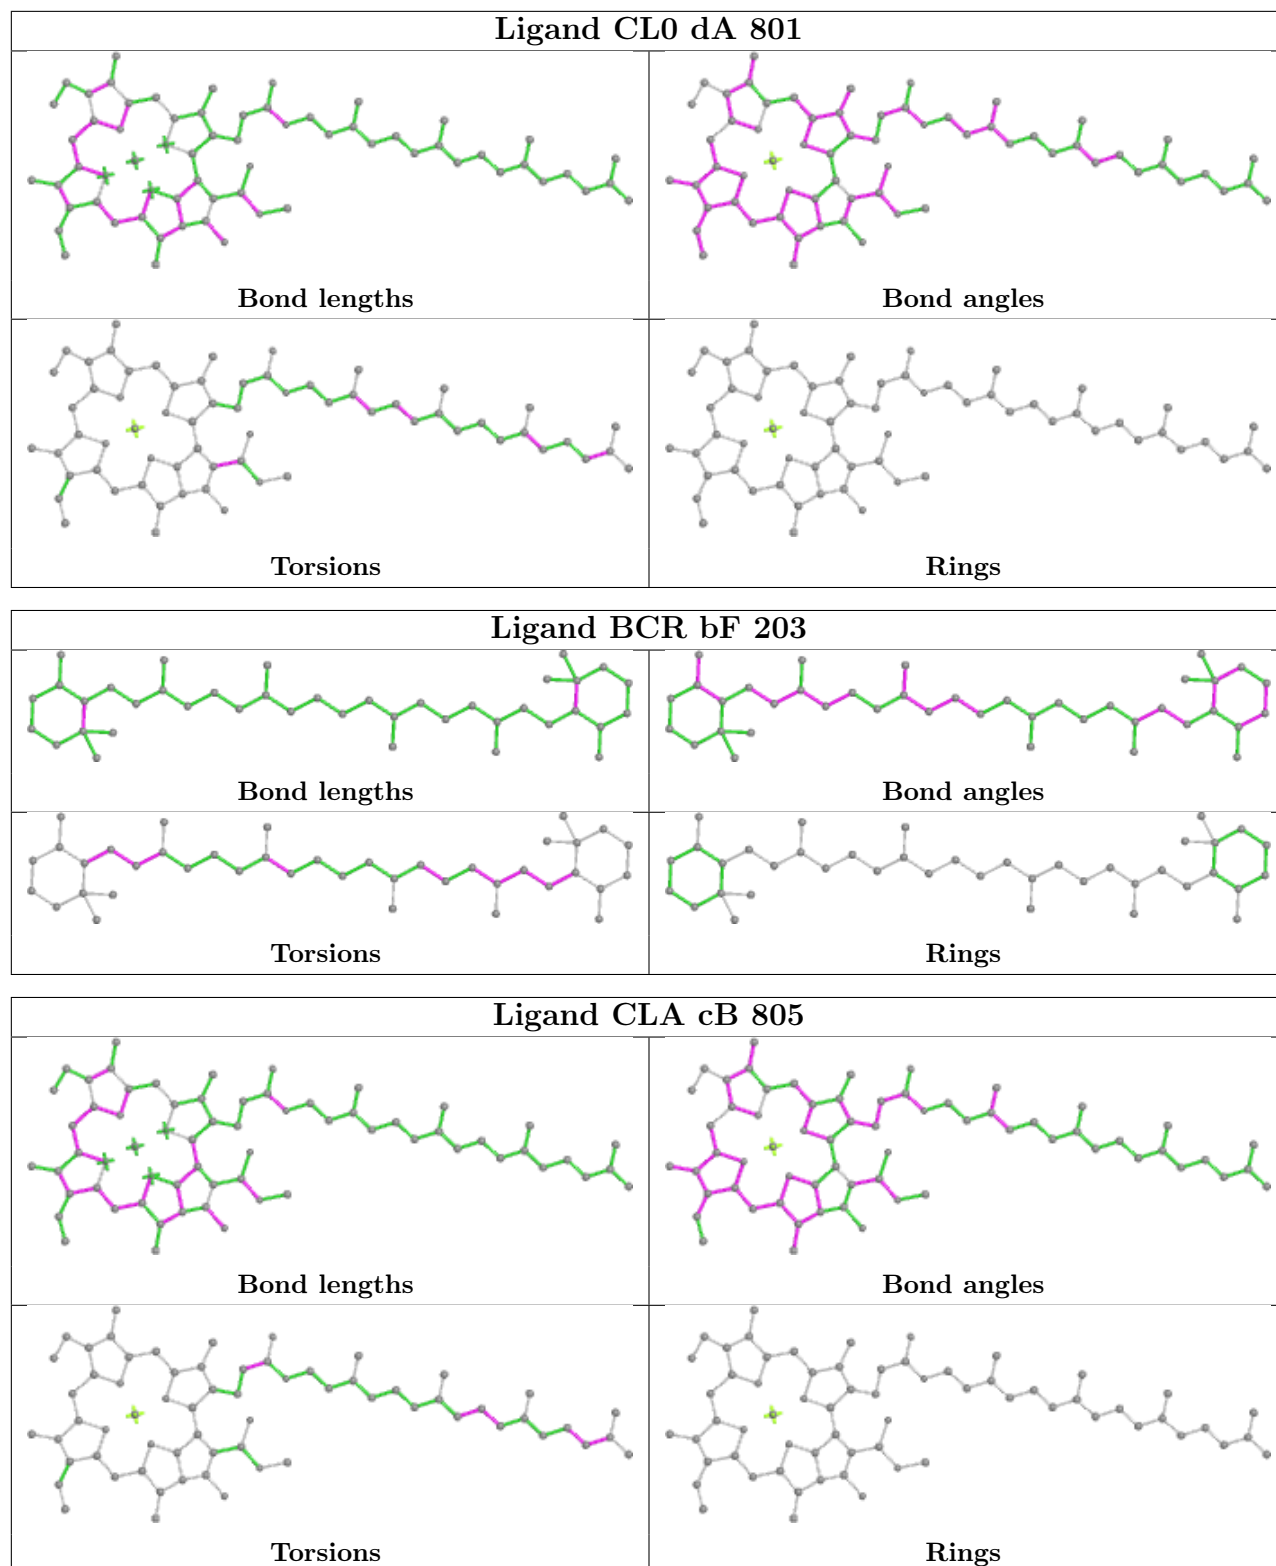 Ligand CL0 dA 801
Bond lengths
Bond angles
Torsions
Rings
Ligand BCR bF 203
Bond lengths
Bond angles
Torsions
Rings
Ligand CLA cB 805
Bond lengths
Bond angles
Torsions
Rings